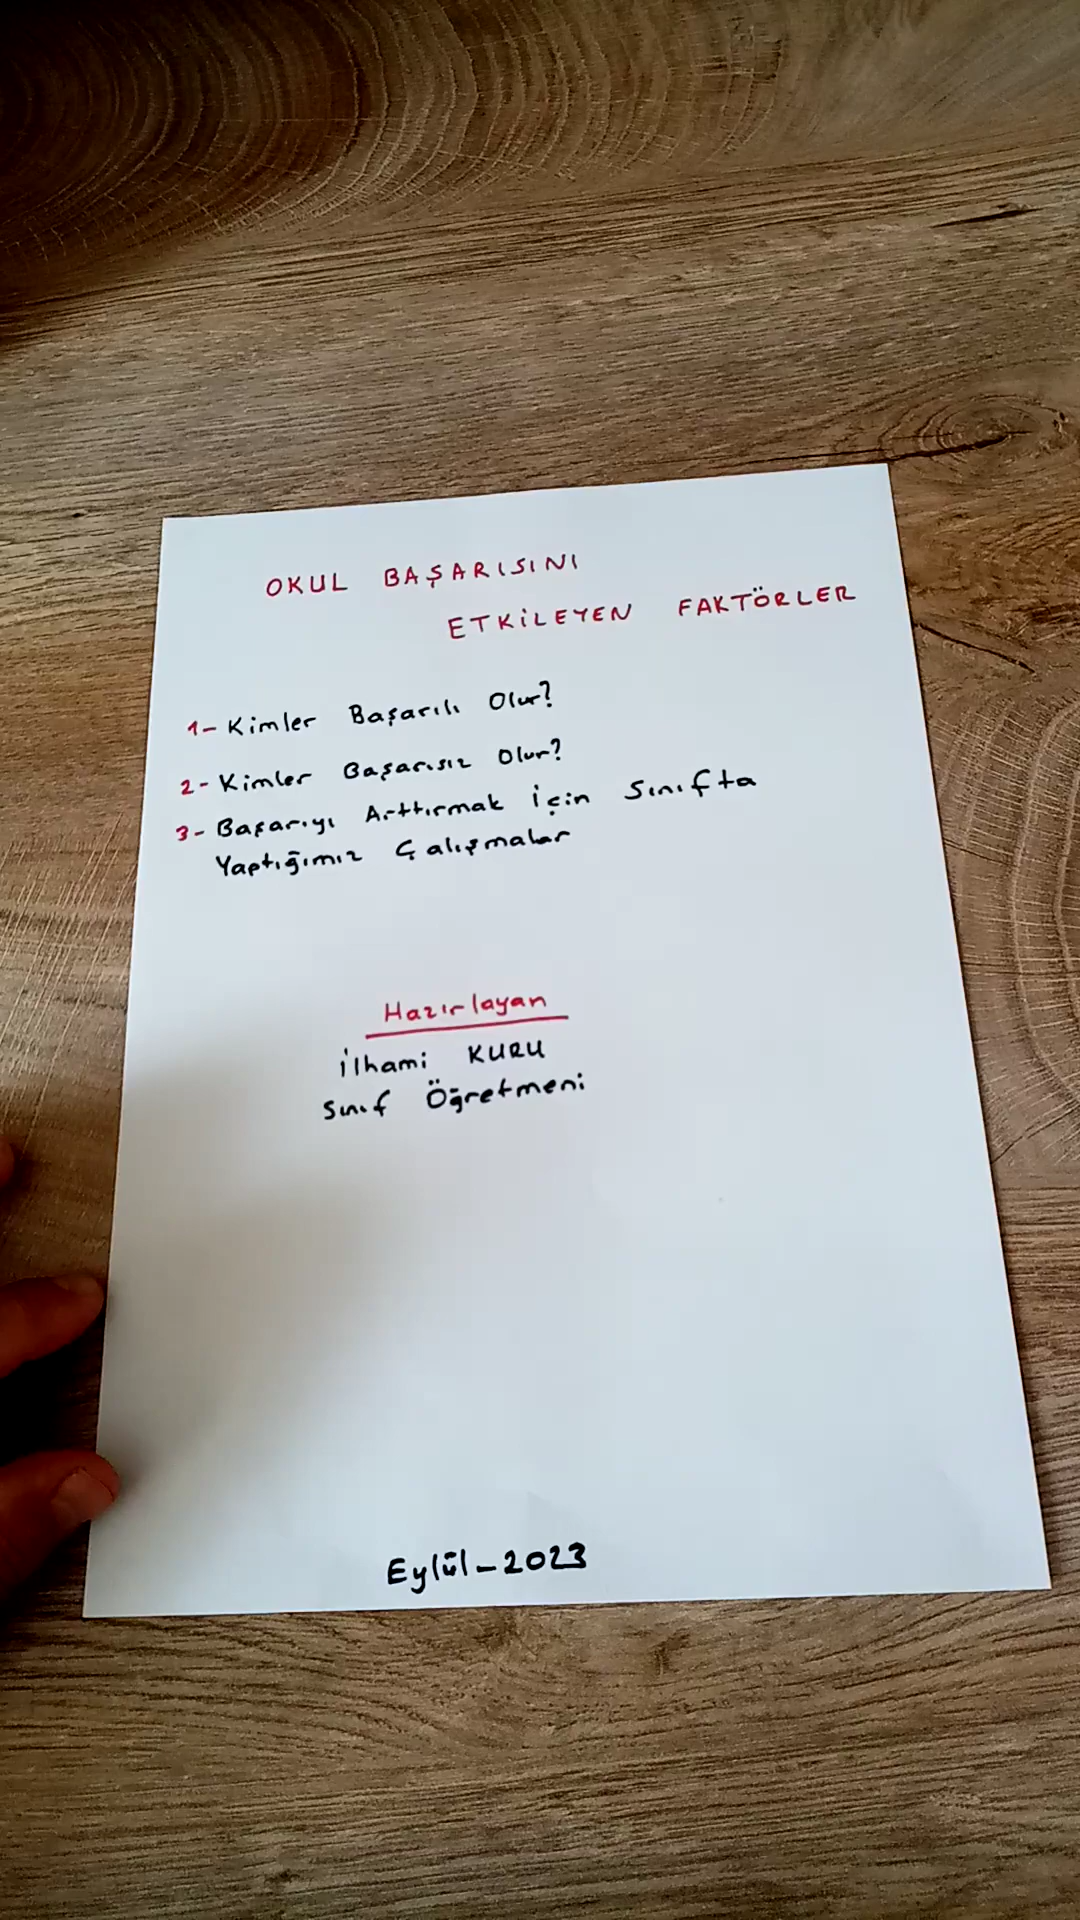 OKUL BAŞARISINI
ETKİLEYEN FAKTÖRLER
1- Kimler Başarılı Olur?
2- Kimler Başarısız Olur?
3- Başarıyı Arttırmak İçin Sınıfta
Yaptığımız Çalışmalar
Hazırlayan
İlhami KURU
Sınıf Öğretmeni
Eylül-2023